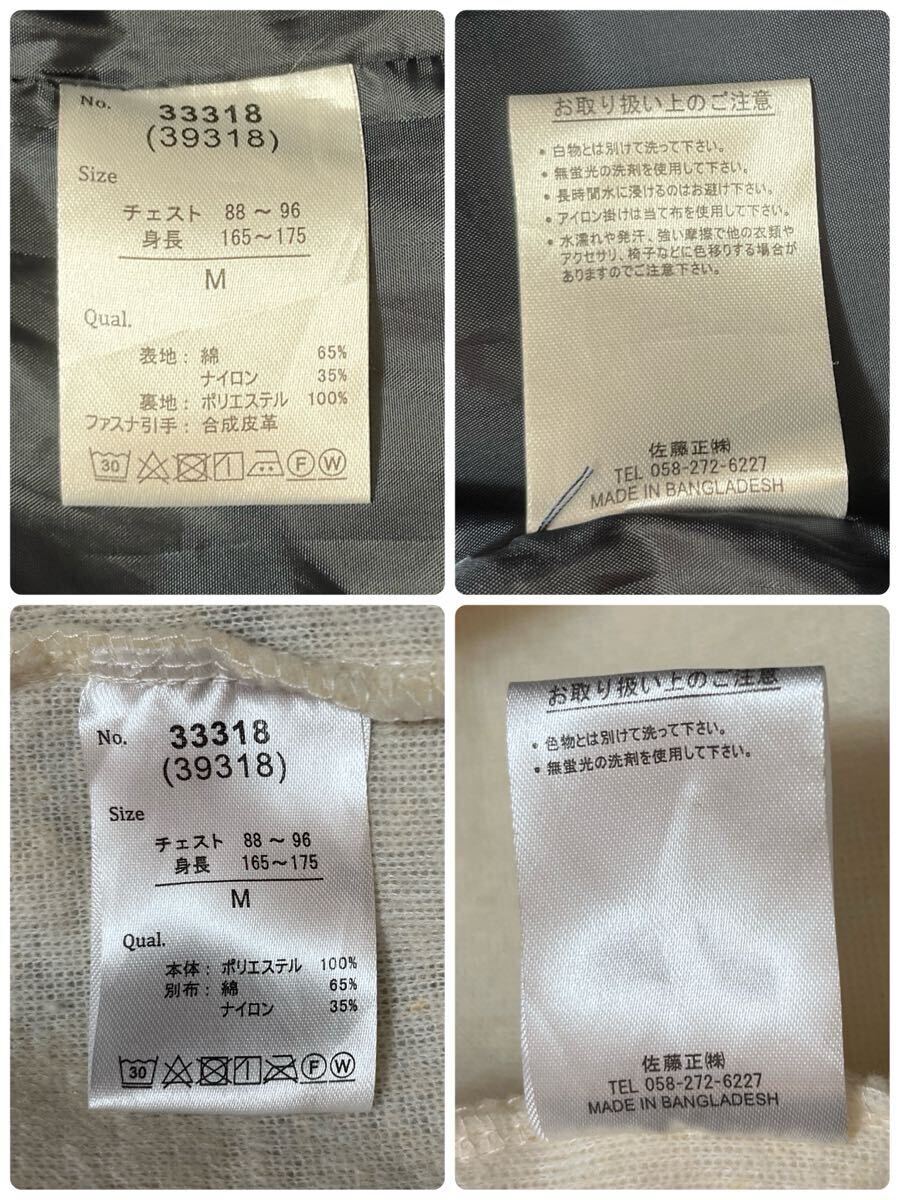 No. 33318
(39318)
Size
チェスト 88 ～ 96
身長 165～175
M
Qual.
表地： 綿 65%
ナイロン 35%
裏地： ポリエステル 100%
ファスナ引手： 合成皮革
30 F W
お取り扱い上のご注意
• 白物とは別けて洗って下さい。
• 無蛍光の洗剤を使用して下さい。
• 長時間水に浸けるのはお避け下さい。
• アイロン掛けは当て布を使用して下さい。
• 水濡れや発汗、強い摩擦で他の衣類や
アクセサリ、椅子などに色移りする場合が
ありますのでご注意下さい。
佐藤正㈱
TEL 058-272-6227
MADE IN BANGLADESH
No. 33318
(39318)
Size
チェスト 88 ～ 96
身長 165～175
M
Qual.
本体： ポリエステル 100%
別布： 綿 65%
ナイロン 35%
30 F W
お取り扱い上のご注意
• 色物とは別けて洗って下さい。
• 無蛍光の洗剤を使用して下さい。
佐藤正㈱
TEL 058-272-6227
MADE IN BANGLADESH